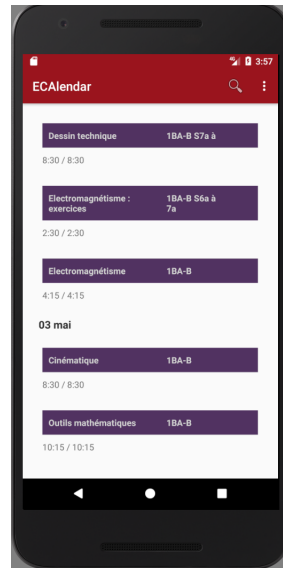 3:57
ECAlendar
Dessin technique 1BA-B S7a à
8:30 / 8:30
Electromagnétisme : 1BA-B S6a à
exercices 7a
2:30 / 2:30
Electromagnétisme 1BA-B
4:15 / 4:15
03 mai
Cinématique 1BA-B
8:30 / 8:30
Outils mathématiques 1BA-B
10:15 / 10:15